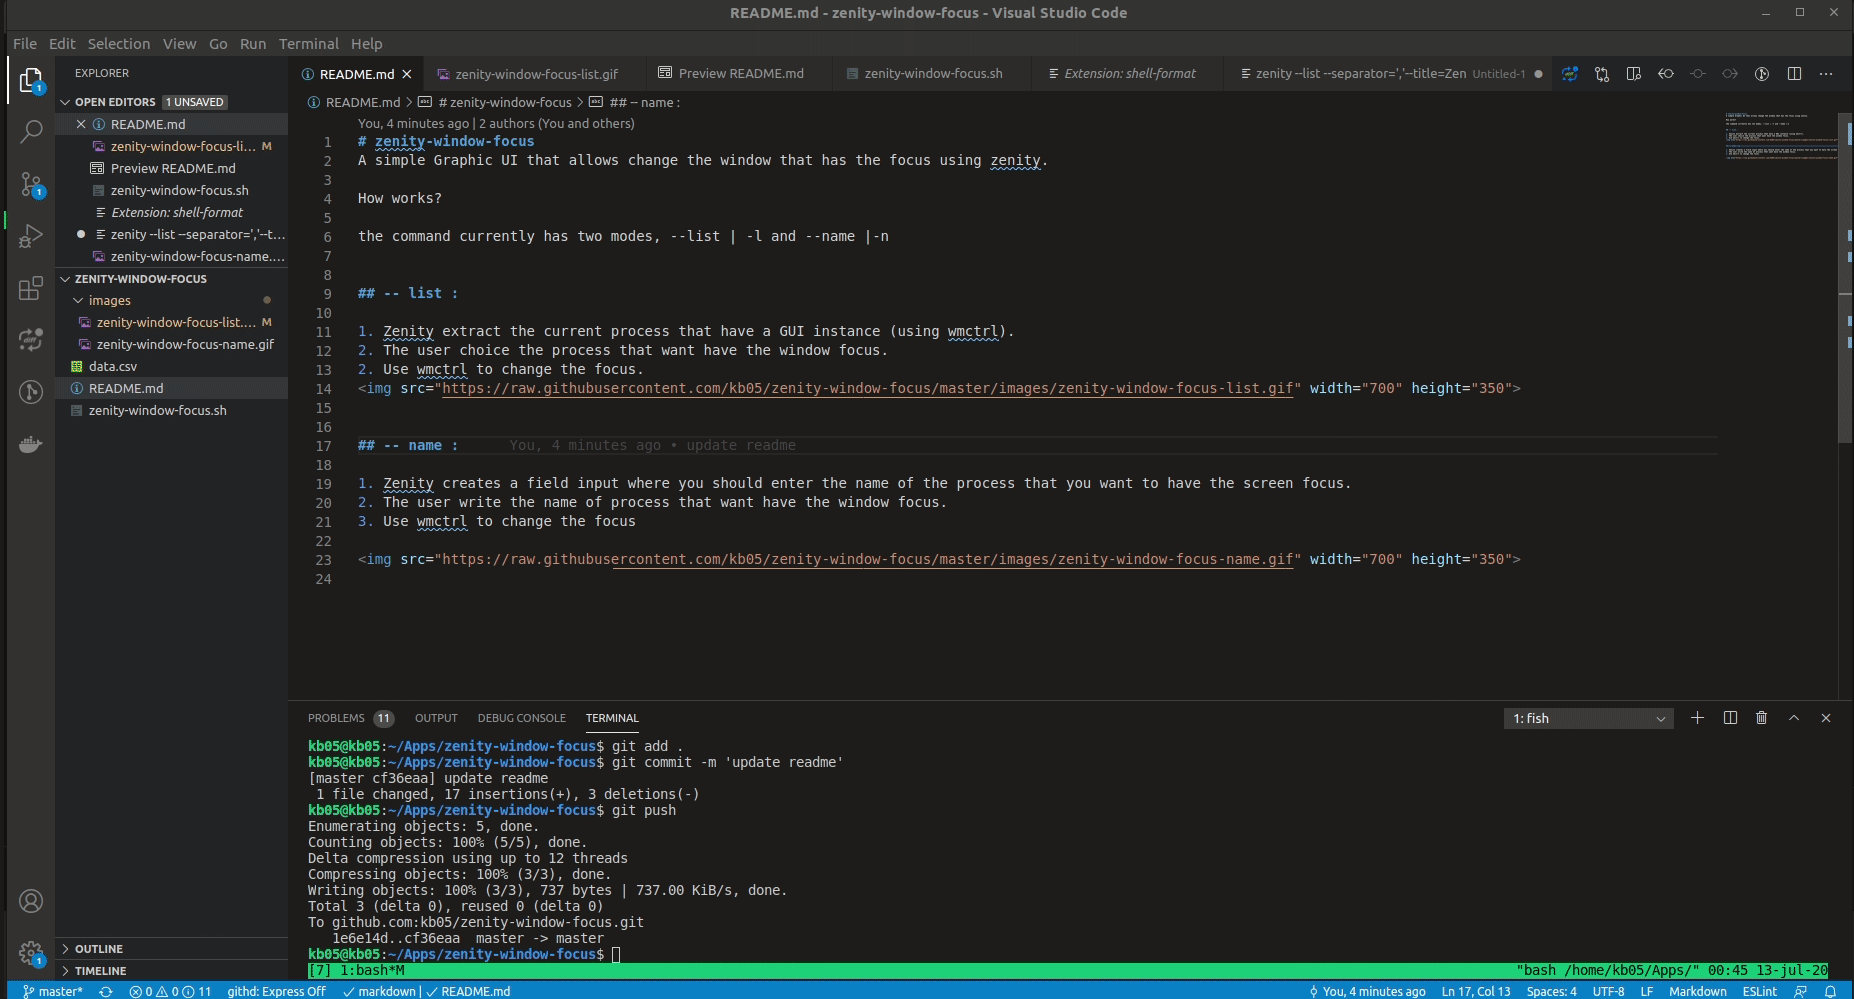 README.md - zenity-window-focus - Visual Studio Code
File Edit Selection View Go Run Terminal Help
EXPLORER
OPEN EDITORS 1 UNSAVED
README.md
zenity-window-focus-li... M
Preview README.md
zenity-window-focus.sh
Extension: shell-format
zenity --list --separator=','--t...
zenity-window-focus-name....
ZENITY-WINDOW-FOCUS
images
zenity-window-focus-list.... M
zenity-window-focus-name.gif
data.csv
README.md
zenity-window-focus.sh
OUTLINE
TIMELINE
README.md zenity-window-focus-list.gif Preview README.md zenity-window-focus.sh Extension: shell-format zenity --list --separator=','--title=Zen Untitled-1
README.md > # zenity-window-focus > ## -- name :
You, 4 minutes ago | 2 authors (You and others)
1 # zenity-window-focus
2 A simple Graphic UI that allows change the window that has the focus using zenity.
3
4 How works?
5
6 the command currently has two modes, --list | -l and --name |-n
7
8
9 ## -- list :
10
11 1. Zenity extract the current process that have a GUI instance (using wmctrl).
12 2. The user choice the process that want have the window focus.
13 2. Use wmctrl to change the focus.
14 <img src="https://raw.githubusercontent.com/kb05/zenity-window-focus/master/images/zenity-window-focus-list.gif" width="700" height="350">
15
16
17 ## -- name : You, 4 minutes ago • update readme
18
19 1. Zenity creates a field input where you should enter the name of the process that you want to have the screen focus.
20 2. The user write the name of process that want have the window focus.
21 3. Use wmctrl to change the focus
22
23 <img src="https://raw.githubusercontent.com/kb05/zenity-window-focus/master/images/zenity-window-focus-name.gif" width="700" height="350">
24
PROBLEMS 11 OUTPUT DEBUG CONSOLE TERMINAL 1: fish
kb05@kb05:~/Apps/zenity-window-focus$ git add .
kb05@kb05:~/Apps/zenity-window-focus$ git commit -m 'update readme'
[master cf36eaa] update readme
1 file changed, 17 insertions(+), 3 deletions(-)
kb05@kb05:~/Apps/zenity-window-focus$ git push
Enumerating objects: 5, done.
Counting objects: 100% (5/5), done.
Delta compression using up to 12 threads
Compressing objects: 100% (3/3), done.
Writing objects: 100% (3/3), 737 bytes | 737.00 KiB/s, done.
Total 3 (delta 0), reused 0 (delta 0)
To github.com:kb05/zenity-window-focus.git
1e6e14d..cf36eaa master -> master
kb05@kb05:~/Apps/zenity-window-focus$
[7] 1:bash*M "bash /home/kb05/Apps/" 00:45 13-jul-20
master* 0 0 11 githd: Express Off markdown | README.md You, 4 minutes ago Ln 17, Col 13 Spaces: 4 UTF-8 LF Markdown ESLint